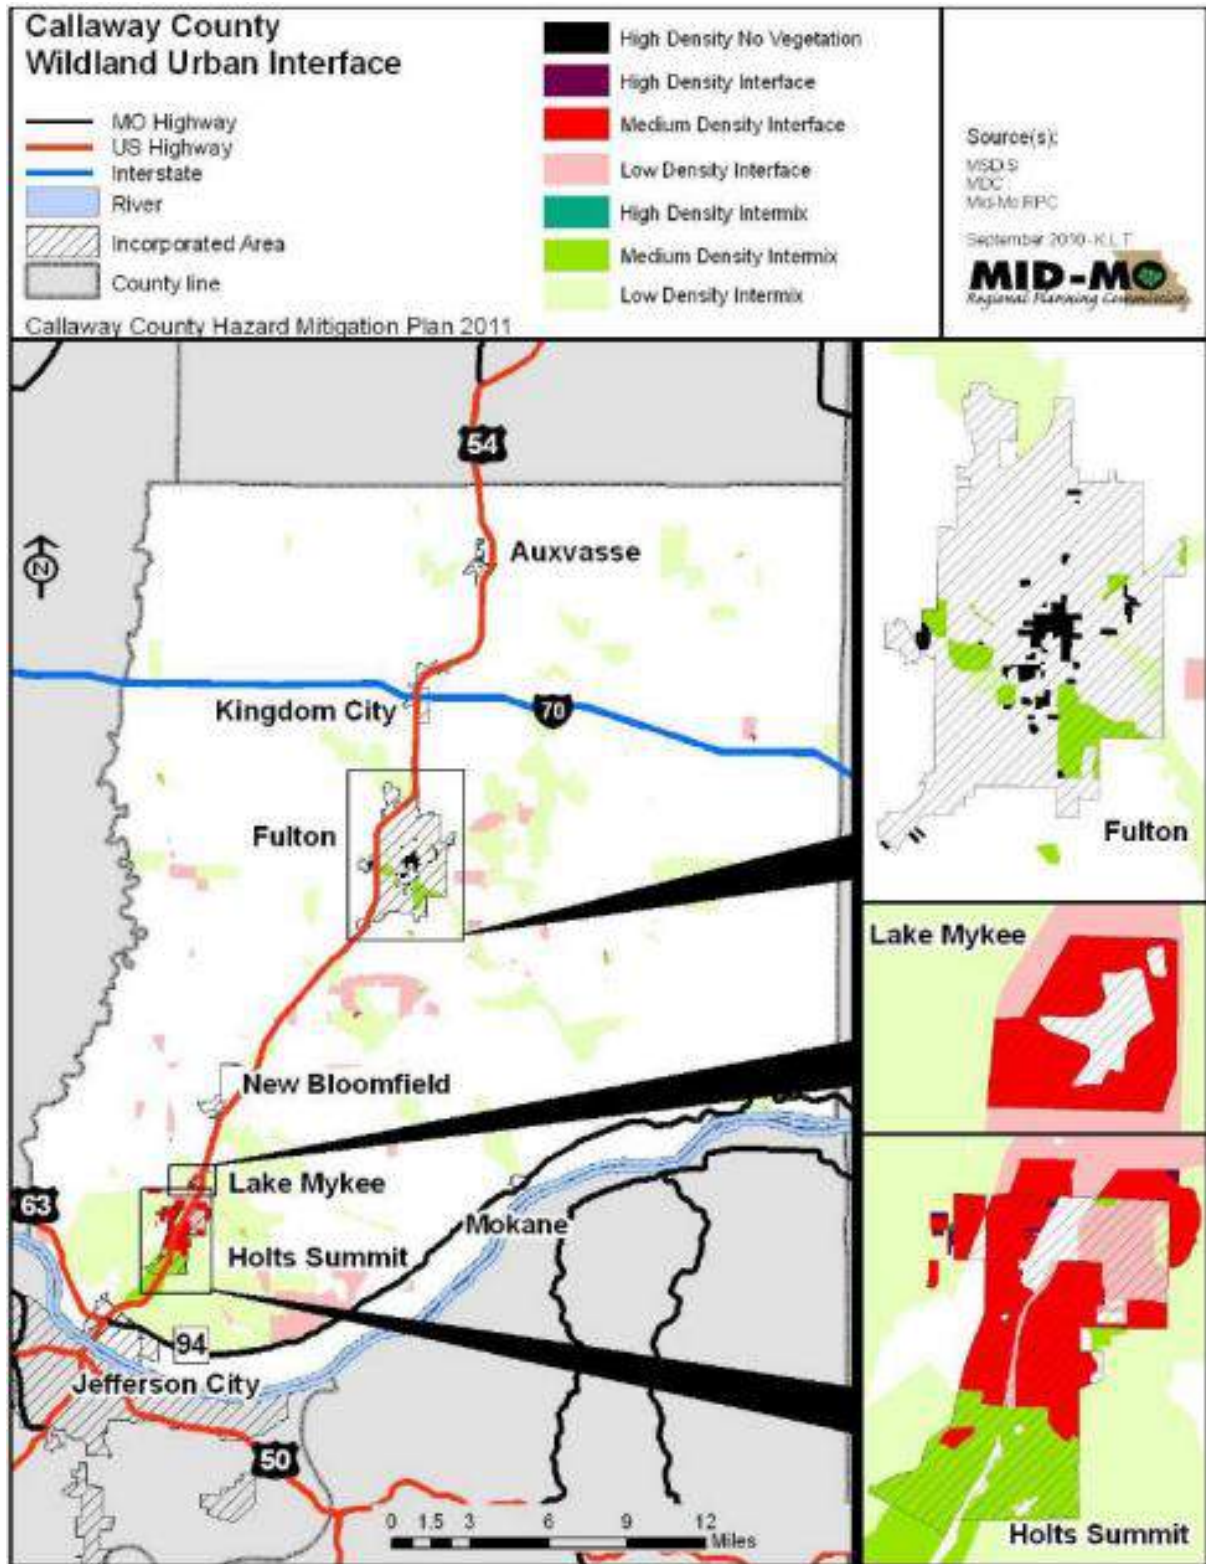 Callaway County
Wildland Urban Interface
MO Highway
US Highway
Interstate
River
Incorporated Area
County line
Callaway County Hazard Mitigation Plan 2011
High Density No Vegetation
High Density Interface
Medium Density Interface
Low Density Interface
High Density Intermix
Medium Density Intermix
Low Density Intermix
Source(s):
MSDIS
MDC
Mid-Mo RPC
September 2010-K.L.T.
MID-MO
Regional Planning Commission
54
N
Auxvasse
Kingdom City
70
Fulton
New Bloomfield
Lake Mykee
63
Mokane
Holts Summit
94
Jefferson City
50
0 1.5 3 6 9 12
Miles
Fulton
Lake Mykee
Holts Summit